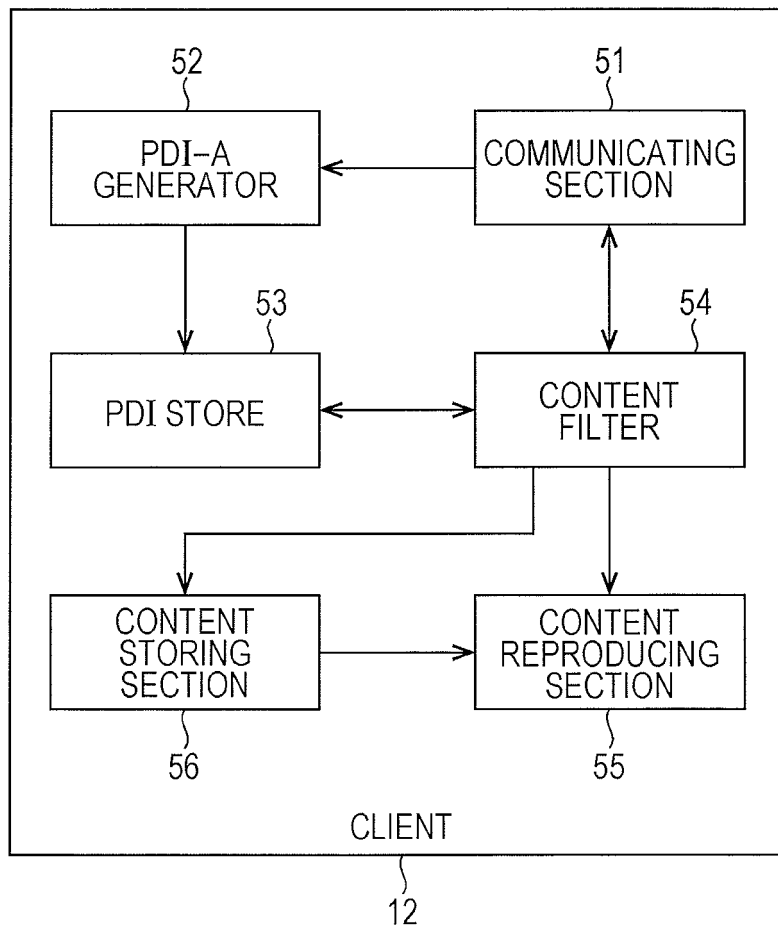 52
51
PDI-A
GENERATOR
COMMUNICATING
SECTION
53
54
PDI STORE
CONTENT
FILTER
CONTENT
STORING
SECTION
CONTENT
REPRODUCING
SECTION
56
55
CLIENT
12